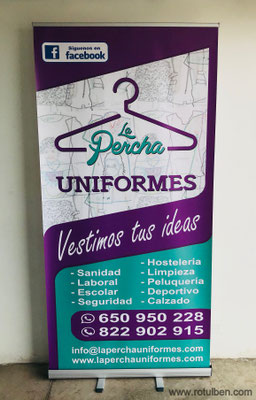 Síguenos en
facebook
La
Percha
UNIFORMES
Vestimos tus ideas
- Sanidad
- Laboral
- Escolar
- Seguridad
- Hosteleria
- Limpieza
- Peluquería
- Deportivo
- Calzado
650 950 228
822 902 915
info@laperchauniformes.com
www.laperchauniformes.com
www.rotulben.com